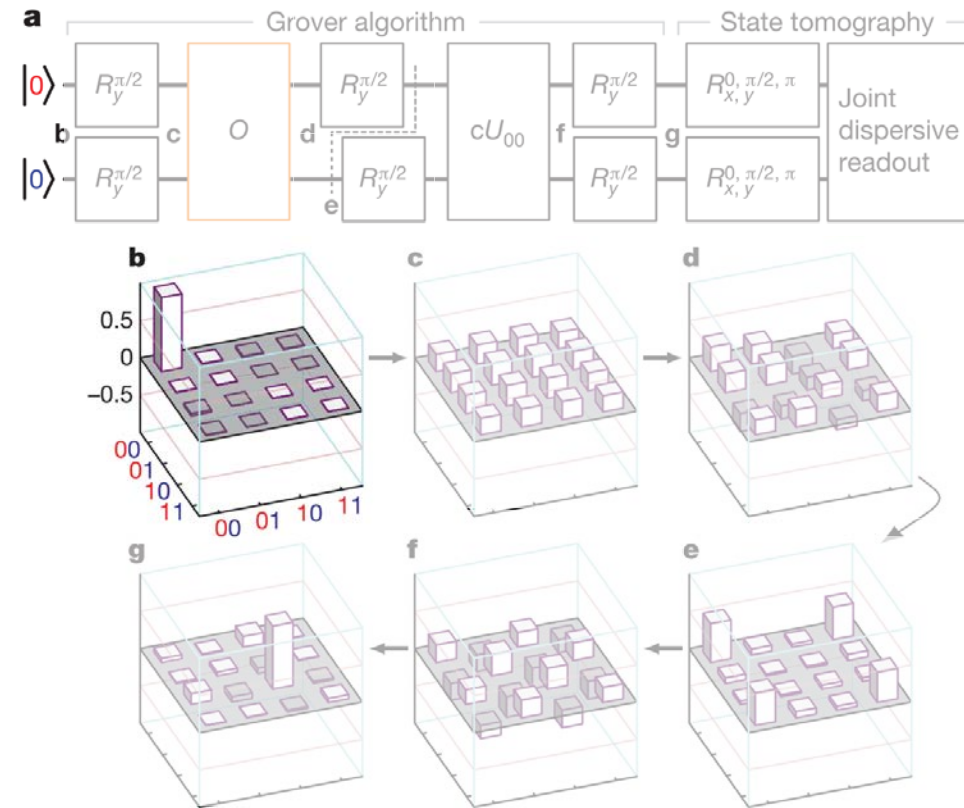 a
Grover algorithm State tomography
|0⟩ R_y^{π/2} O R_y^{π/2} cU_{00} R_y^{π/2} R_{x, y}^{0, π/2, π} Joint dispersive readout
b c d e f g
|0⟩ R_y^{π/2} R_y^{π/2} R_y^{π/2} R_{x, y}^{0, π/2, π}
b c d
0.5
0
−0.5
00
01
10
11
00 01 10 11
g f e